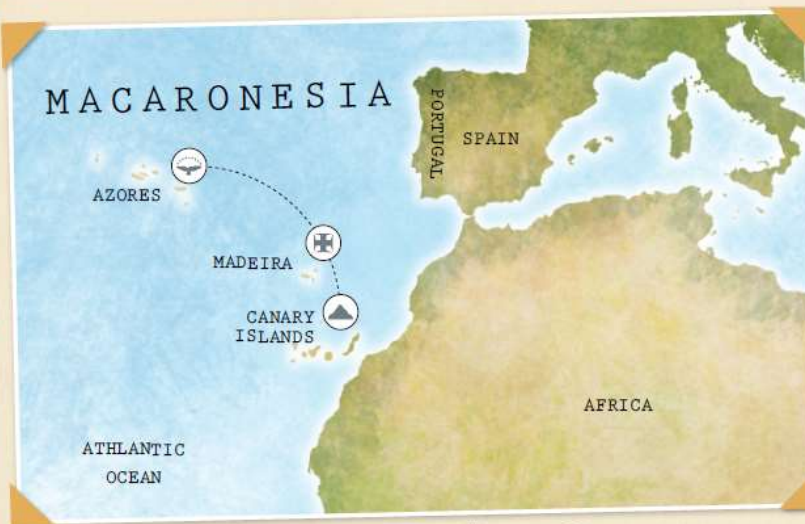 MACARONESIA
PORTUGAL
SPAIN
AZORES
MADEIRA
CANARY
ISLANDS
AFRICA
ATHLANTIC
OCEAN